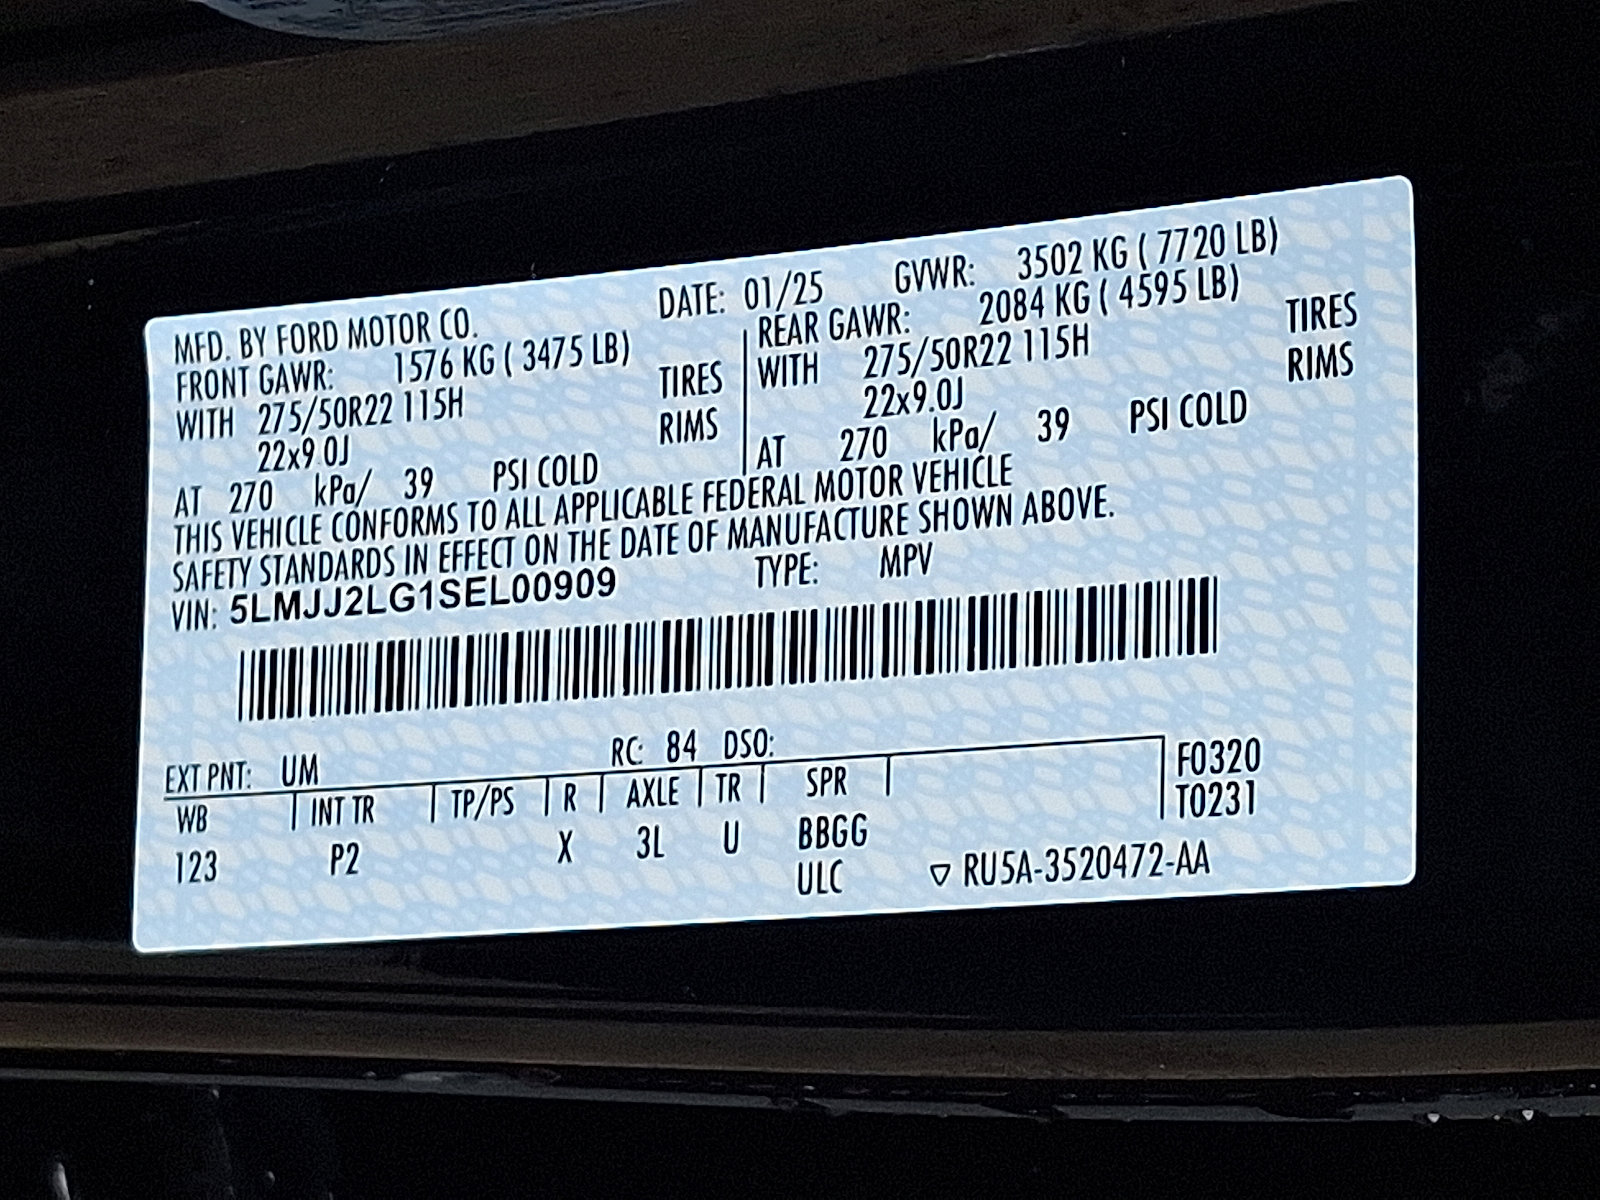 MFD. BY FORD MOTOR CO. DATE: 01/25 GVWR: 3502 KG ( 7720 LB)
FRONT GAWR: 1576 KG ( 3475 LB)
WITH 275/50R22 115H TIRES
22x9.0J RIMS
AT 270 kPa/ 39 PSI COLD
REAR GAWR: 2084 KG ( 4595 LB)
WITH 275/50R22 115H TIRES
22x9.0J RIMS
AT 270 kPa/ 39 PSI COLD
THIS VEHICLE CONFORMS TO ALL APPLICABLE FEDERAL MOTOR VEHICLE
SAFETY STANDARDS IN EFFECT ON THE DATE OF MANUFACTURE SHOWN ABOVE.
VIN: 5LMJJ2LG1SEL00909 TYPE: MPV
EXT PNT: UM RC: 84 DSO:
WB INT TR TP/PS R AXLE TR SPR F0320
T0231
123 P2 X 3L U BBGG
ULC ▽ RU5A-3520472-AA